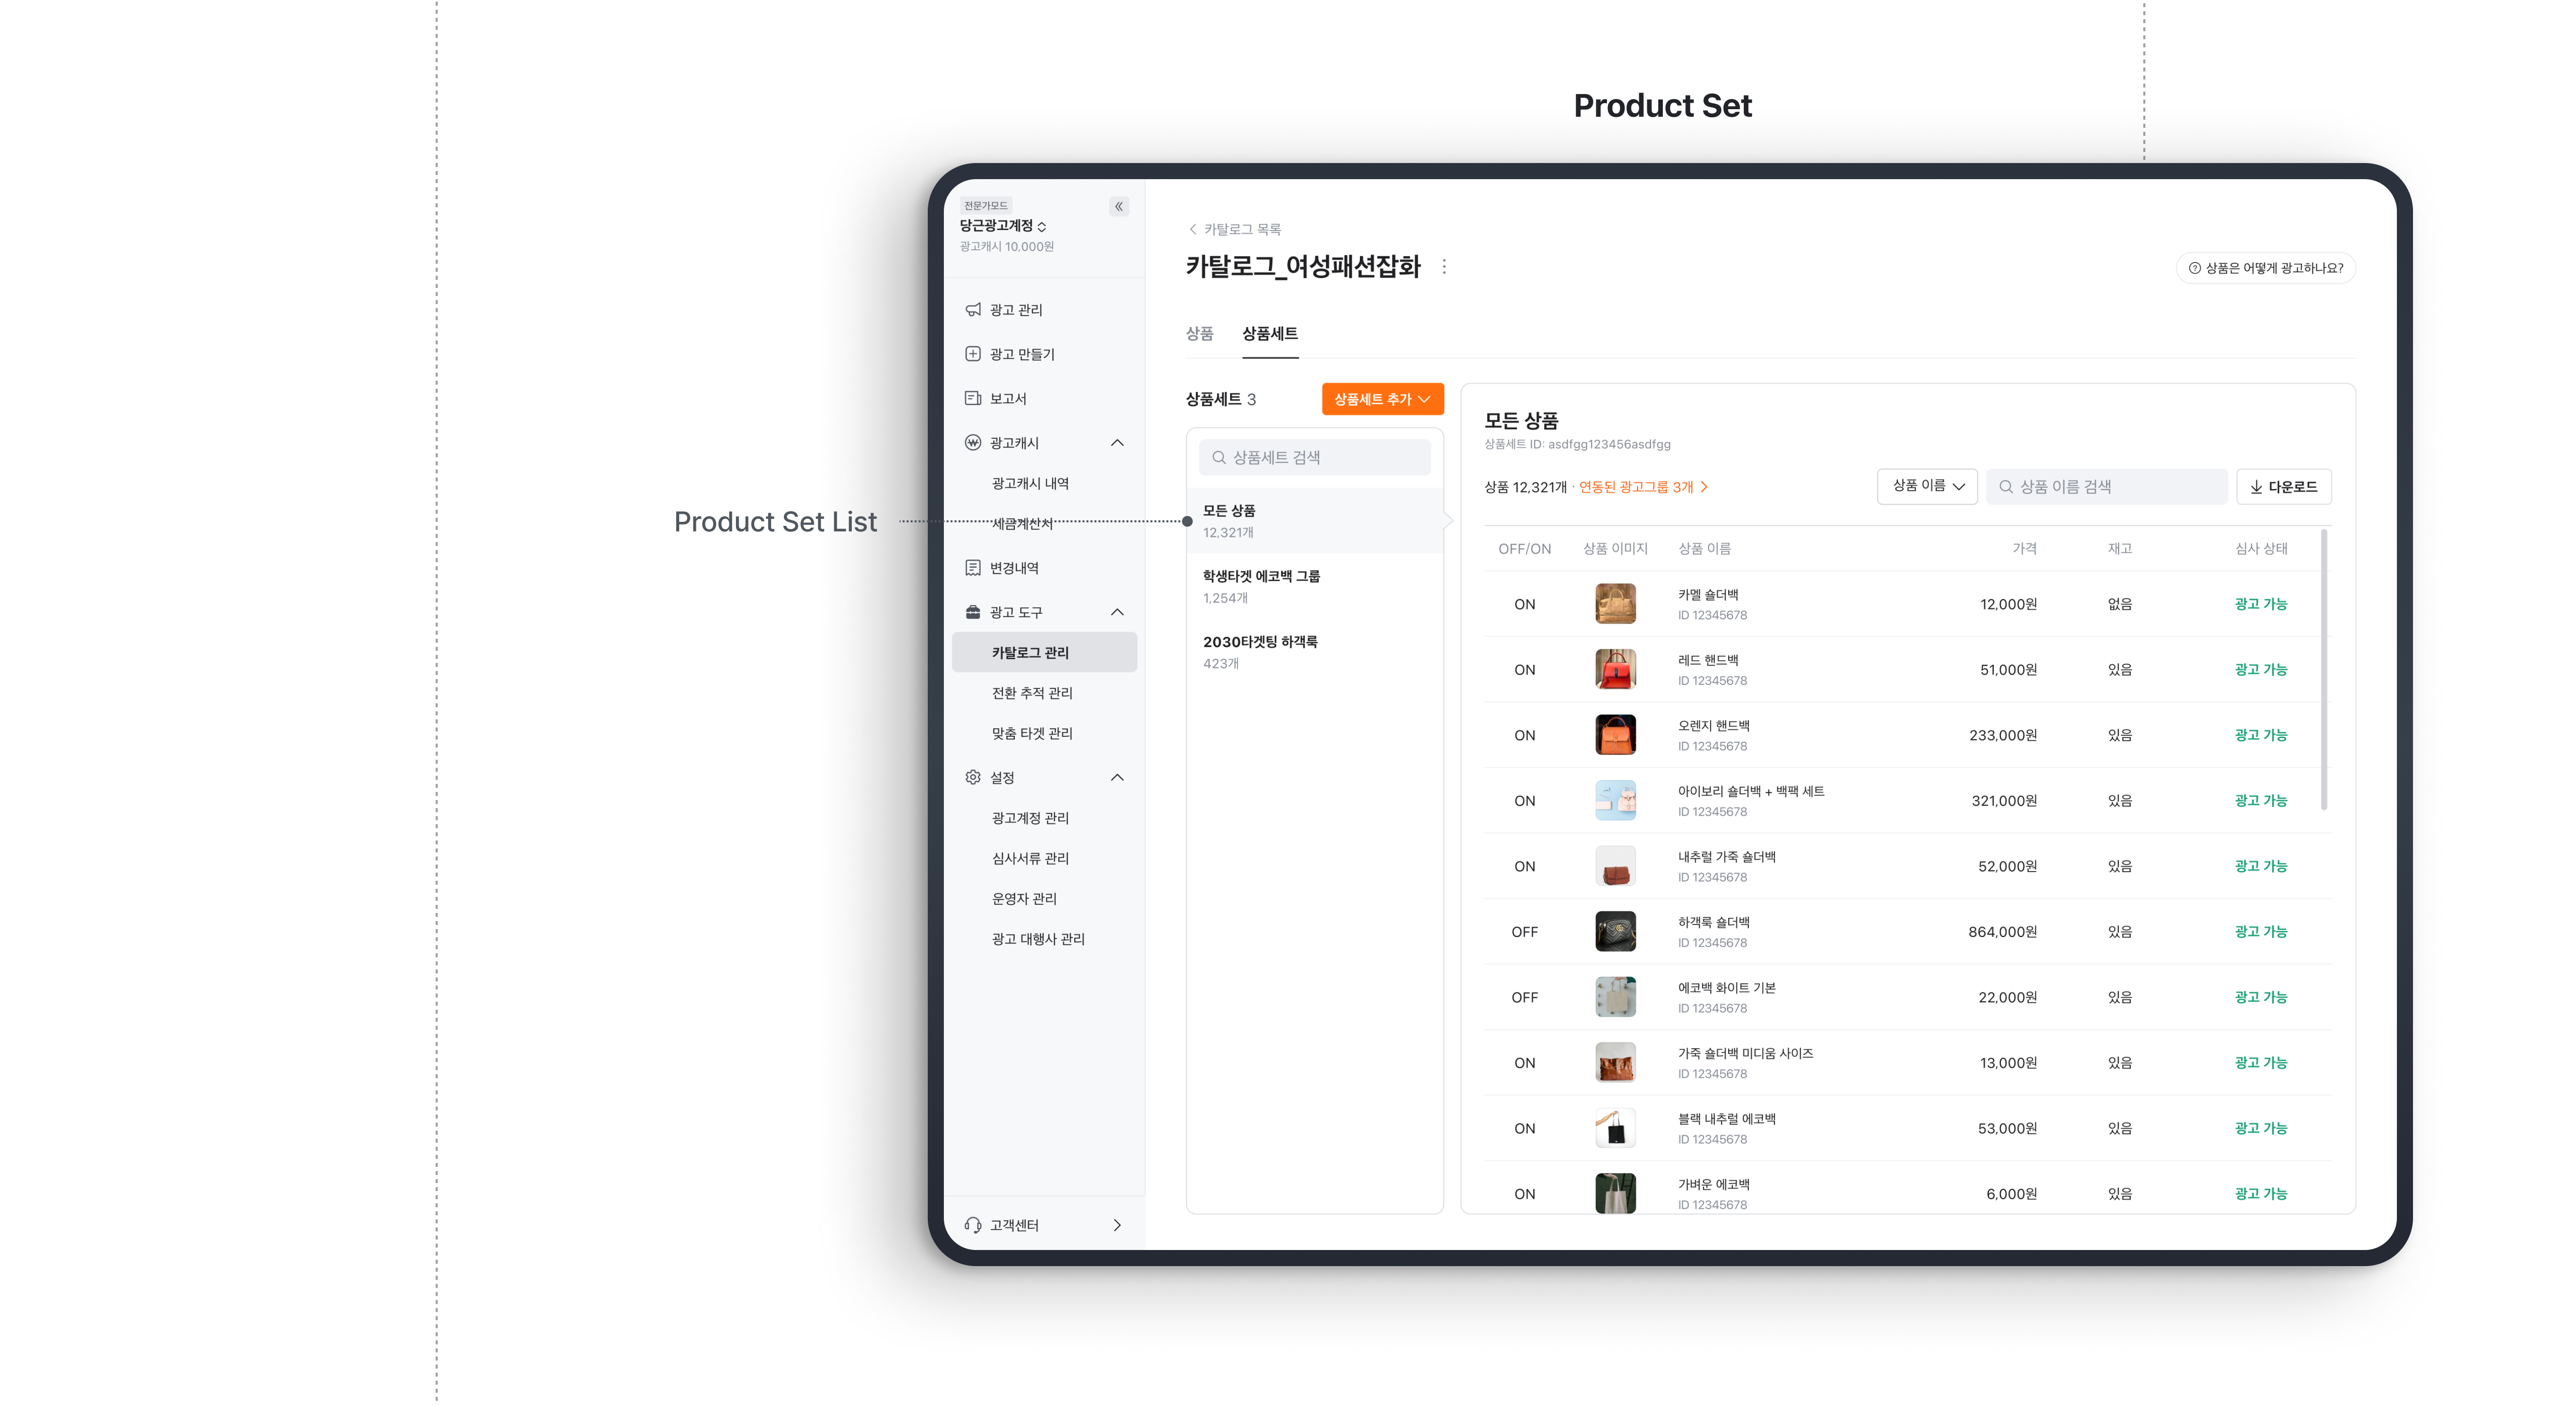 Product Set
Product Set List
전문가모드
당근광고계정
광고캐시 10,000원
광고 관리
광고 만들기
보고서
광고캐시
광고캐시 내역
세금계산서
변경내역
광고 도구
카탈로그 관리
전환 추적 관리
맞춤 타겟 관리
설정
광고계정 관리
심사서류 관리
운영자 관리
광고 대행사 관리
고객센터
카탈로그 목록
카탈로그_여성패션잡화
상품은 어떻게 광고하나요?
상품 상품세트
상품세트 3
상품세트 추가
상품세트 검색
모든 상품
12,321개
학생타겟 에코백 그룹
1,254개
2030타겟팅 하객룩
423개
모든 상품
상품세트 ID: asdfgg123456asdfgg
상품 12,321개 · 연동된 광고그룹 3개
상품 이름
상품 이름 검색
다운로드
OFF/ON 상품 이미지 상품 이름 가격 재고 심사 상태
ON 카멜 숄더백 12,000원 없음 광고 가능
ID 12345678
ON 레드 핸드백 51,000원 있음 광고 가능
ID 12345678
ON 오렌지 핸드백 233,000원 있음 광고 가능
ID 12345678
ON 아이보리 숄더백 + 백팩 세트 321,000원 있음 광고 가능
ID 12345678
ON 내추럴 가죽 숄더백 52,000원 있음 광고 가능
ID 12345678
OFF 하객룩 숄더백 864,000원 있음 광고 가능
ID 12345678
OFF 에코백 화이트 기본 22,000원 있음 광고 가능
ID 12345678
ON 가죽 숄더백 미디움 사이즈 13,000원 있음 광고 가능
ID 12345678
ON 블랙 내추럴 에코백 53,000원 있음 광고 가능
ID 12345678
ON 가벼운 에코백 6,000원 있음 광고 가능
ID 12345678